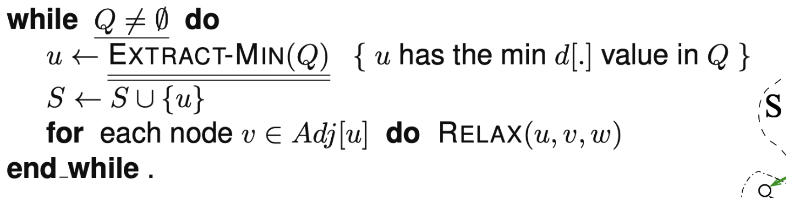 while Q ≠ ∅ do
u ← EXTRACT-MIN(Q) { u has the min d[.] value in Q }
S ← S ∪ {u}
for each node v ∈ Adj[u] do RELAX(u, v, w)
end_while .
S
Q